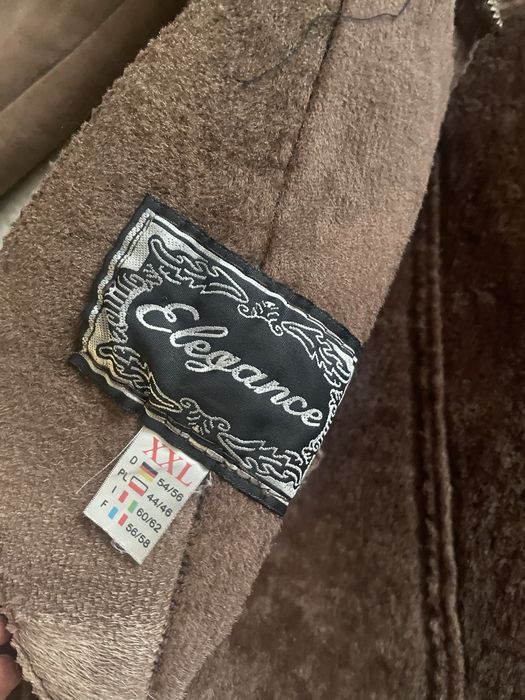 Elegance
XXL
D 54/56
PL 44/46
I 60/62
F 56/58